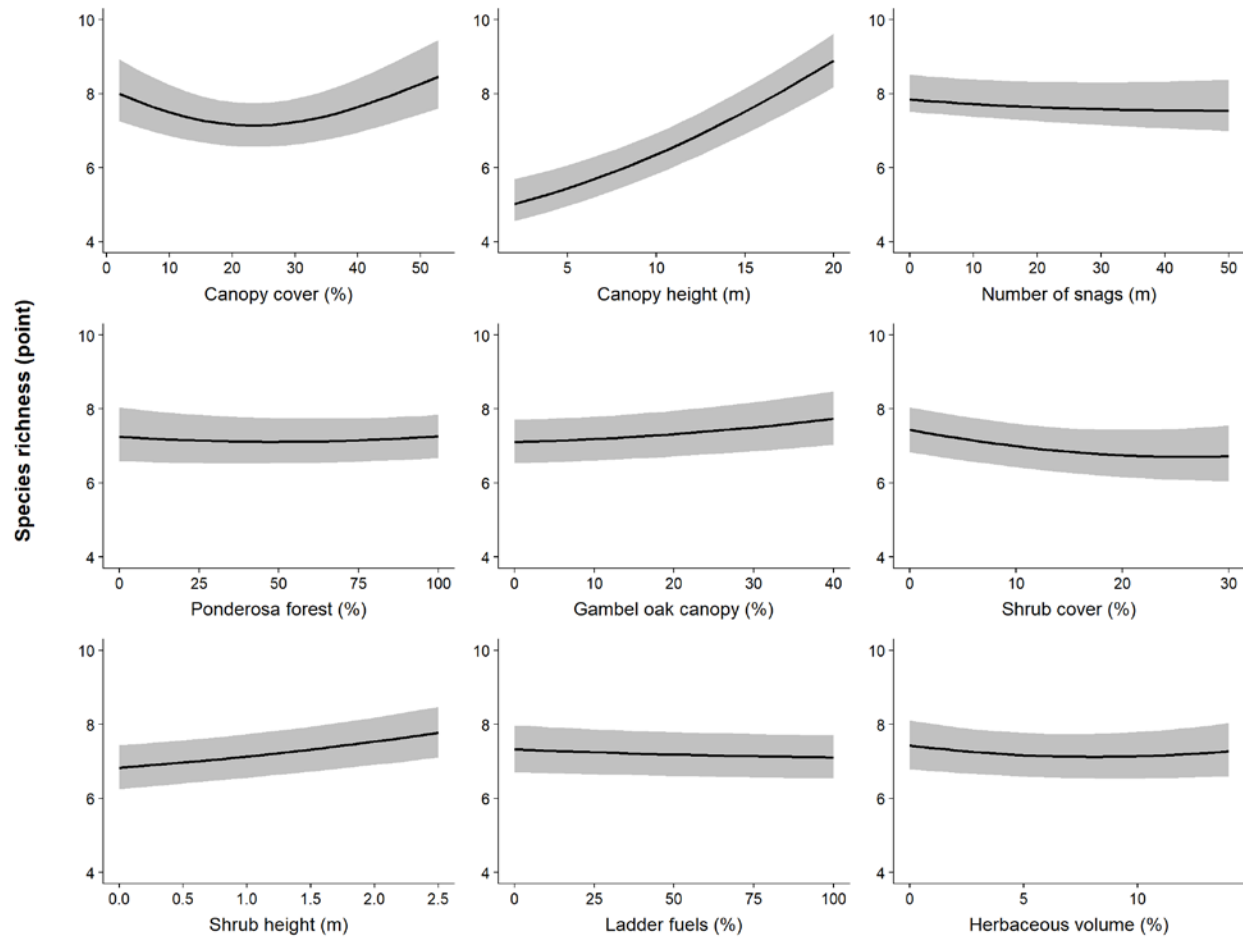 Species richness (point)
10
8
6
4
0 10 20 30 40 50
Canopy cover (%)
10
8
6
4
5 10 15 20
Canopy height (m)
10
8
6
4
0 10 20 30 40 50
Number of snags (m)
10
8
6
4
0 25 50 75 100
Ponderosa forest (%)
10
8
6
4
0 10 20 30 40
Gambel oak canopy (%)
10
8
6
4
0 10 20 30
Shrub cover (%)
10
8
6
4
0.0 0.5 1.0 1.5 2.0 2.5
Shrub height (m)
10
8
6
4
0 25 50 75 100
Ladder fuels (%)
10
8
6
4
0 5 10
Herbaceous volume (%)